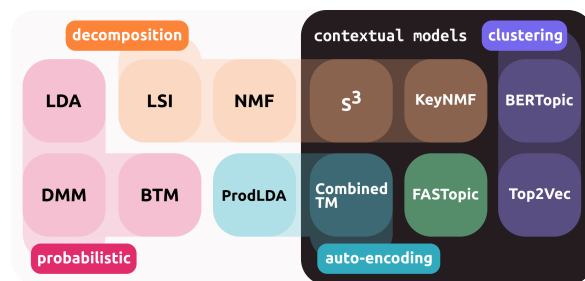 decomposition
contextual models
clustering
LDA
LSI
NMF
S³
KeyNMF
BERTopic
DMM
BTM
ProdLDA
Combined
TM
FASTopic
Top2Vec
probabilistic
auto-encoding